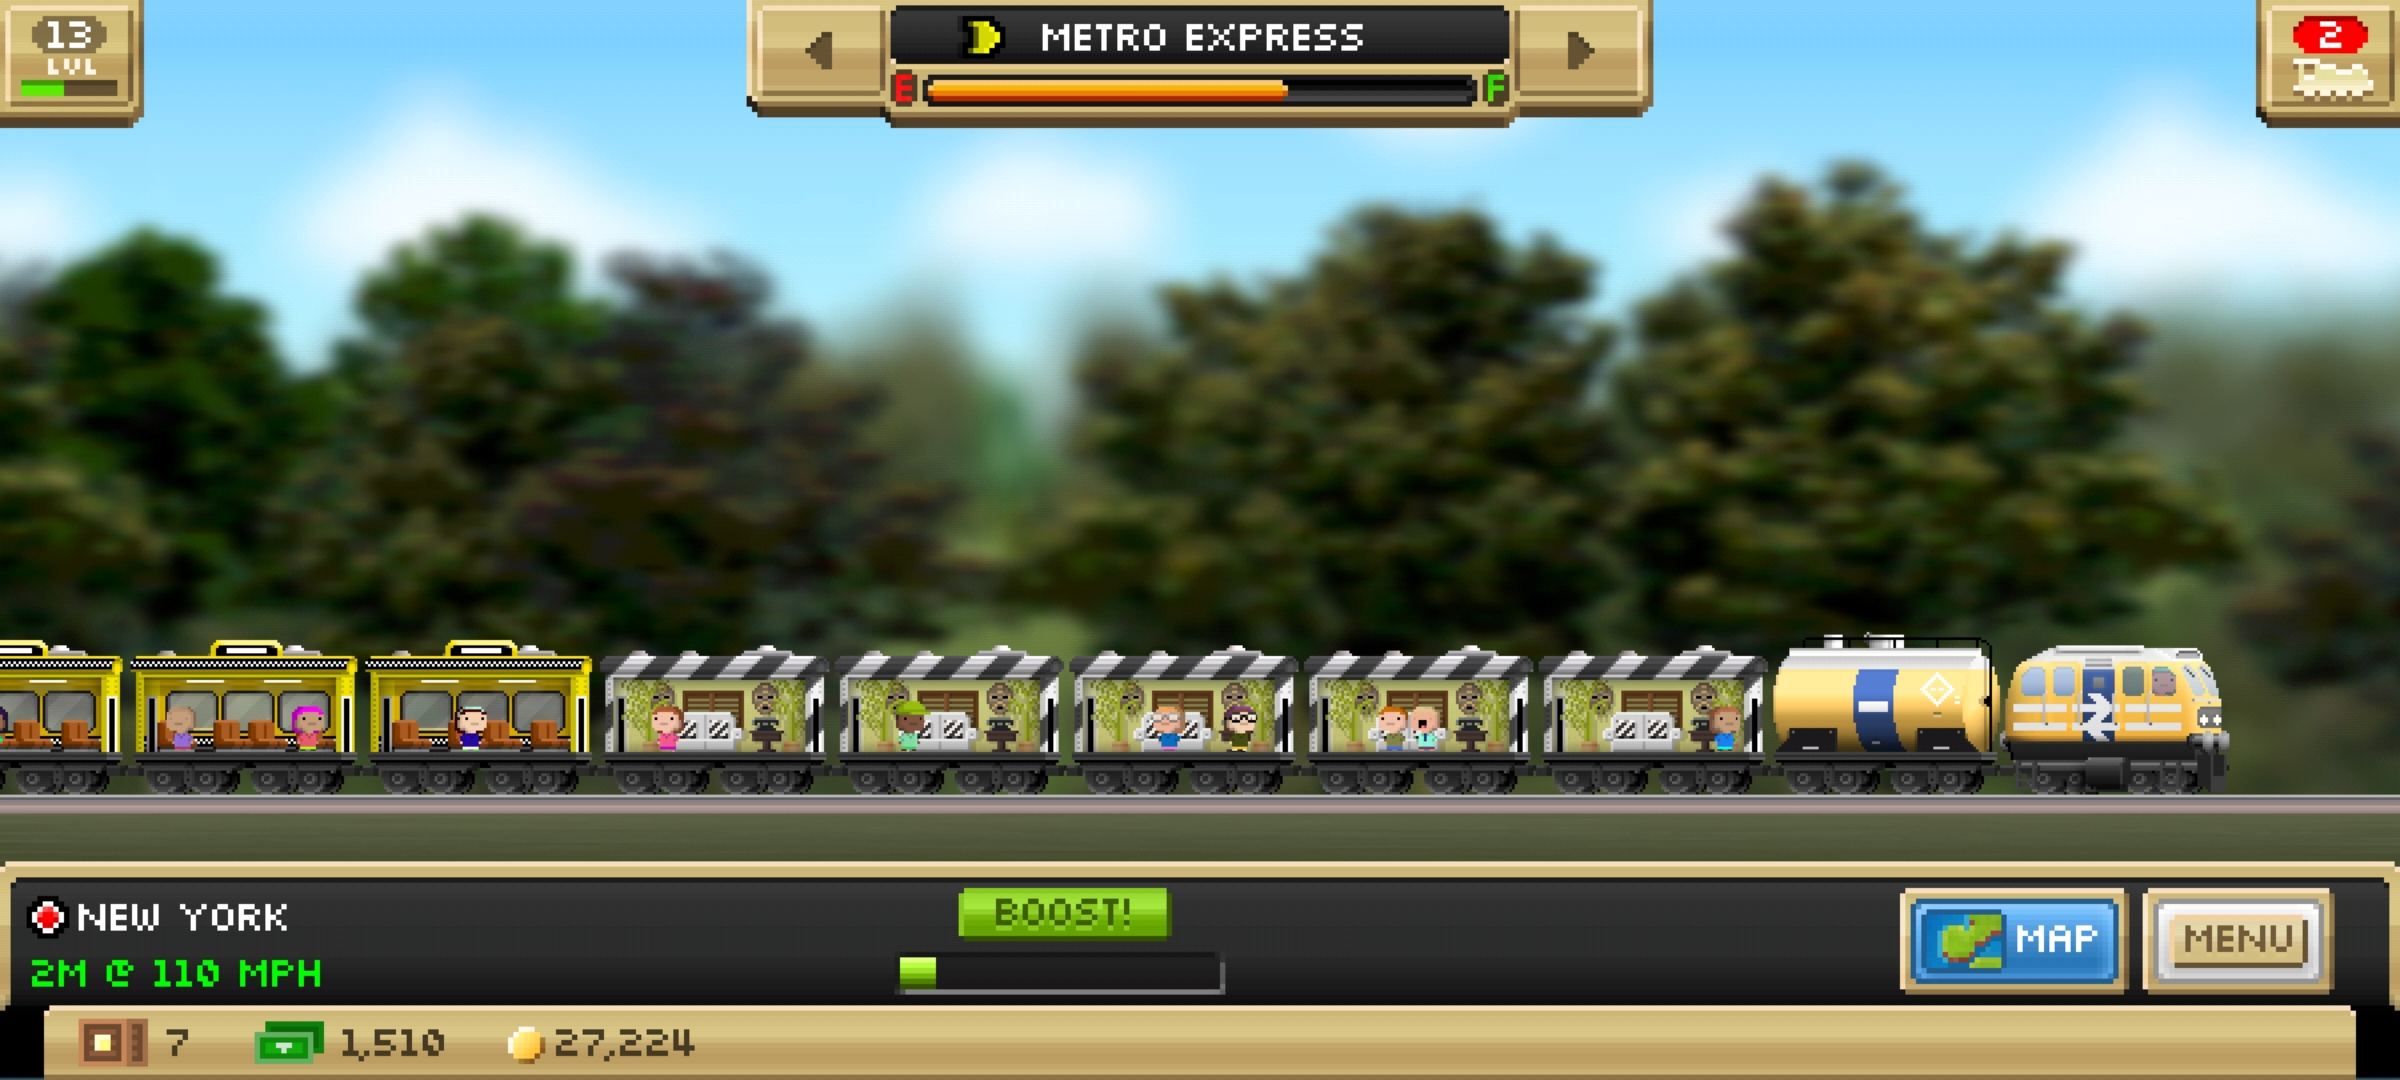 13
LVL
METRO EXPRESS
E F
2
NEW YORK
2M @ 110 MPH
BOOST!
MAP
MENU
7 1,510 27,224